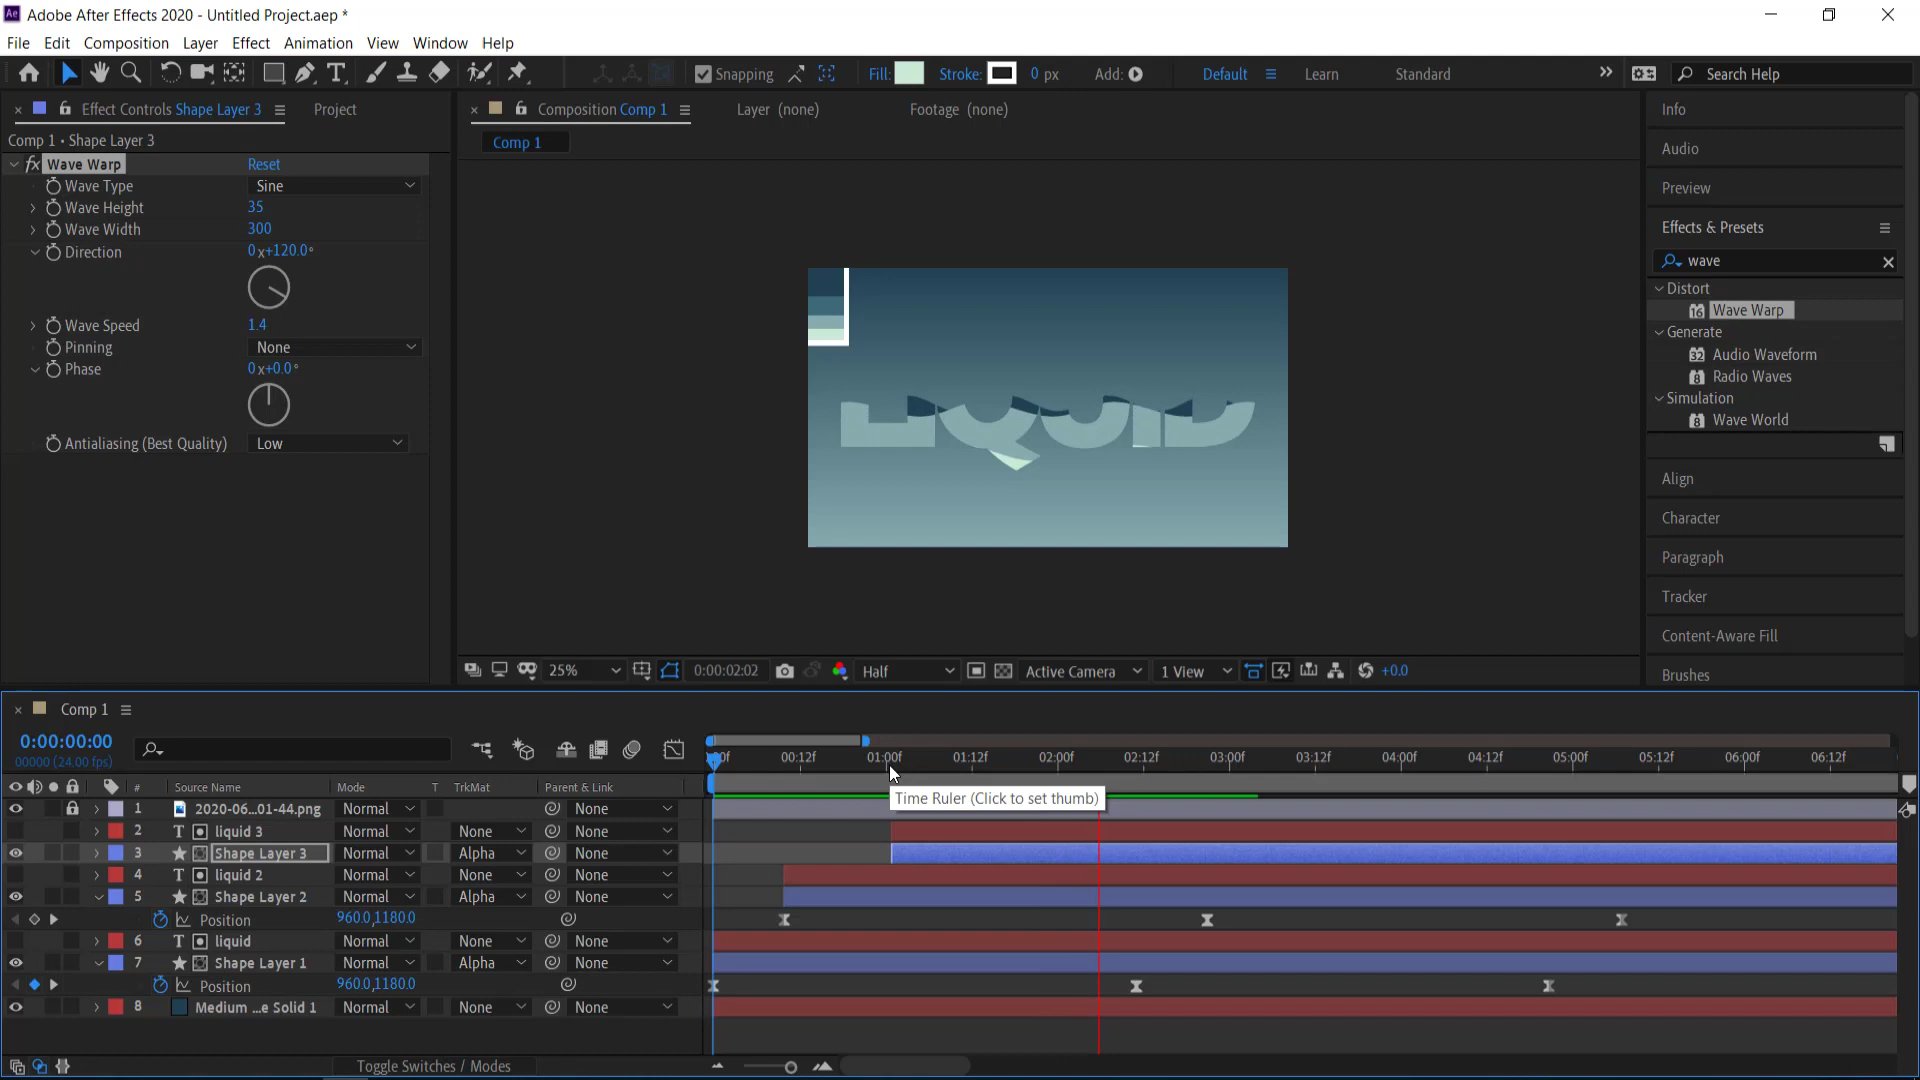 Adobe After Effects 2020 - Untitled Project.aep *
File Edit Composition Layer Effect Animation View Window Help
Snapping Fill: Stroke: 0 px Add: Default Learn Standard Search Help
Effect Controls Shape Layer 3 Project
Composition Comp 1 Layer (none) Footage (none)
Comp 1 • Shape Layer 3
Comp 1
fx Wave Warp Reset
Wave Type Sine
Wave Height 35
Wave Width 300
Direction 0 x+120.0°
Wave Speed 1.4
Pinning None
Phase 0 x+0.0°
Antialiasing (Best Quality) Low
LIQUID
25% 0:00:02:02 Half Active Camera 1 View +0.0
Info
Audio
Preview
Effects & Presets
wave
Distort
Wave Warp
Generate
Audio Waveform
Radio Waves
Simulation
Wave World
Align
Character
Paragraph
Tracker
Content-Aware Fill
Brushes
Comp 1
0:00:00:00
00000 (24.00 fps)
00:12f 01:00f 01:12f 02:00f 02:12f 03:00f 03:12f 04:00f 04:12f 05:00f 05:12f 06:00f 06:12f
# Source Name Mode T TrkMat Parent & Link
Time Ruler (Click to set thumb)
1 2020-06...01-44.png Normal None
2 T liquid 3 Normal None None
3 Shape Layer 3 Normal Alpha None
4 T liquid 2 Normal None None
5 Shape Layer 2 Normal Alpha None
Position 960.0,1180.0
6 T liquid Normal None None
7 Shape Layer 1 Normal Alpha None
Position 960.0,1180.0
8 Medium ...e Solid 1 Normal None None
Toggle Switches / Modes